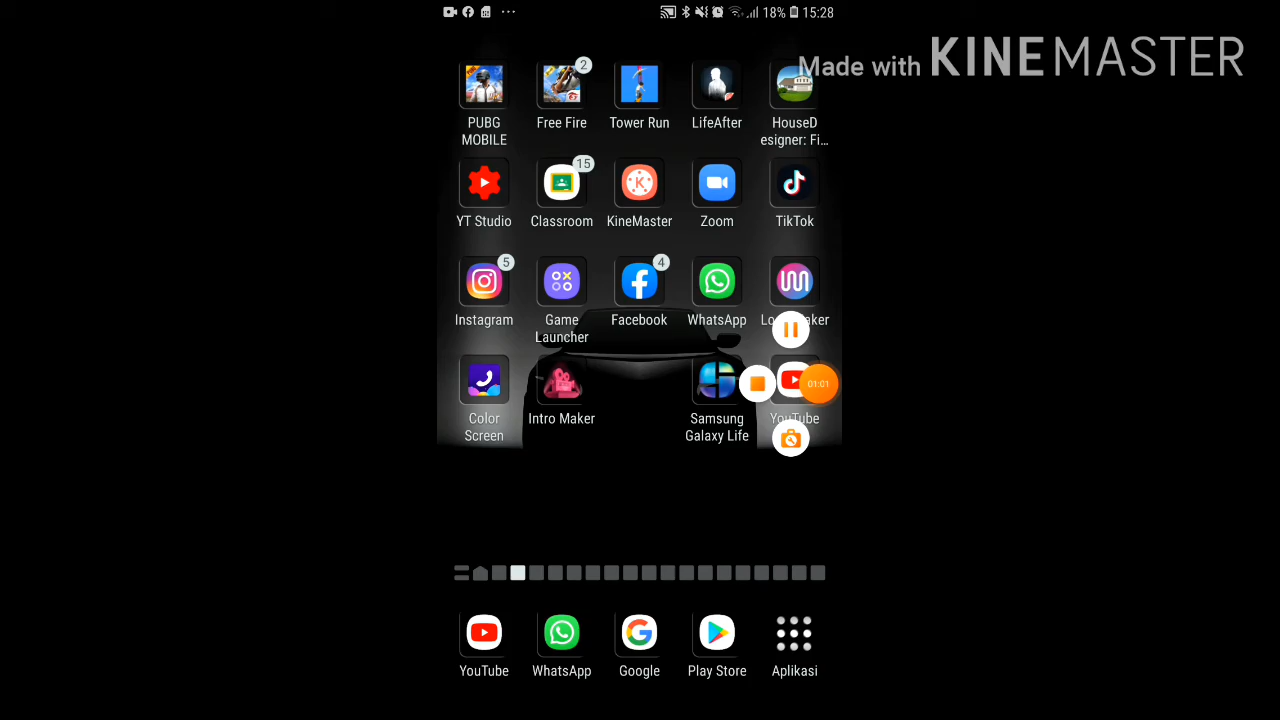 18% 15:28
Made with KINEMASTER
2
PUBG
MOBILE
Free Fire
Tower Run
LifeAfter
HouseD
esigner: Fi...
15
YT Studio
Classroom
KineMaster
Zoom
TikTok
5
4
Instagram
Game
Launcher
Facebook
WhatsApp
01:01
Color
Screen
Intro Maker
Samsung
Galaxy Life
YouTube
YouTube
WhatsApp
Google
Play Store
Aplikasi